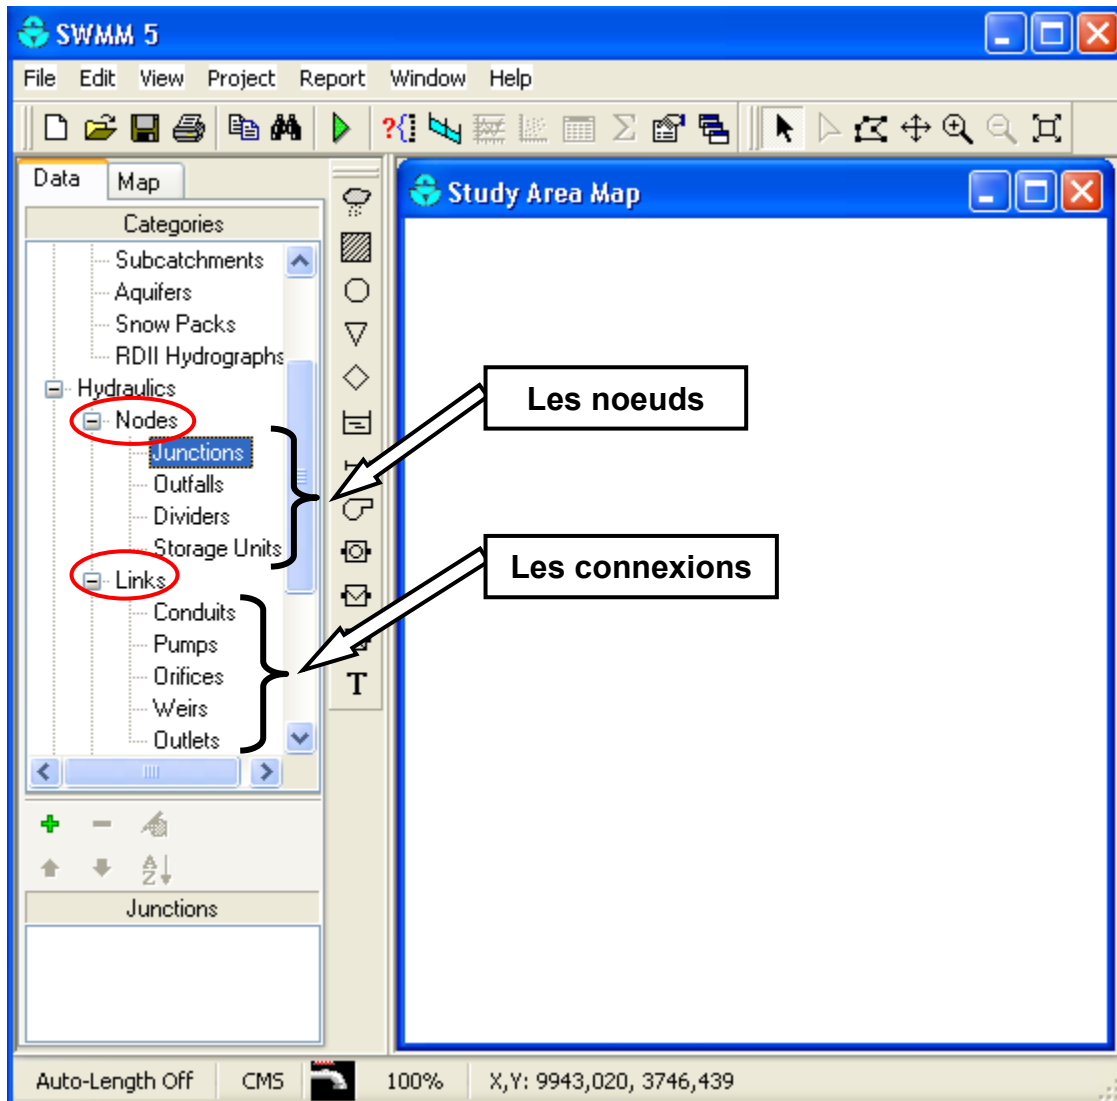 SWMM 5
File Edit View Project Report Window Help
Data Map
Categories
Subcatchments
Aquifers
Snow Packs
RDII Hydrographs
Hydraulics
Nodes
Junctions
Outfalls
Dividers
Storage Units
Links
Conduits
Pumps
Orifices
Weirs
Outlets
T
Study Area Map
Les noeuds
Les connexions
Junctions
Auto-Length Off CMS 100% X,Y: 9943,020, 3746,439